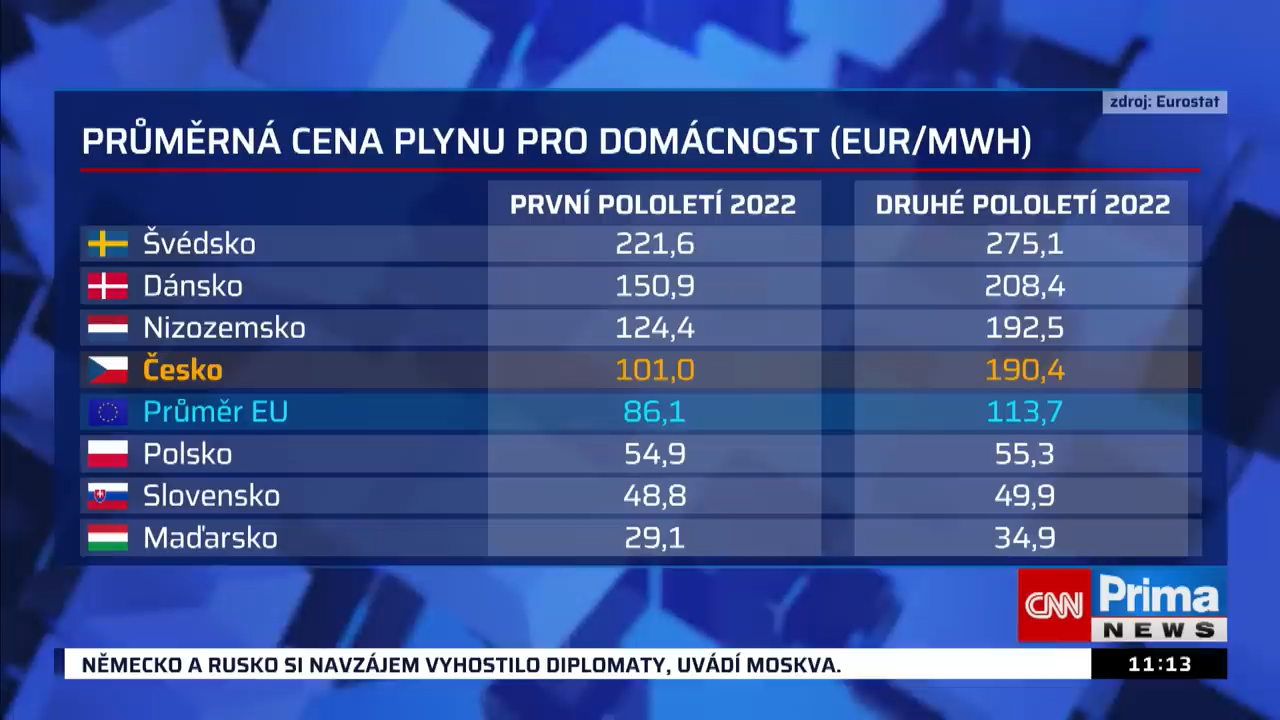 zdroj: Eurostat
PRŮMĚRNÁ CENA PLYNU PRO DOMÁCNOST (EUR/MWH)
PRVNÍ POLOLETÍ 2022 DRUHÉ POLOLETÍ 2022
Švédsko 221,6 275,1
Dánsko 150,9 208,4
Nizozemsko 124,4 192,5
Česko 101,0 190,4
Průměr EU 86,1 113,7
Polsko 54,9 55,3
Slovensko 48,8 49,9
Maďarsko 29,1 34,9
CNN Prima
NEWS
NĚMECKO A RUSKO SI NAVZÁJEM VYHOSTILO DIPLOMATY, UVÁDÍ MOSKVA. 11:13